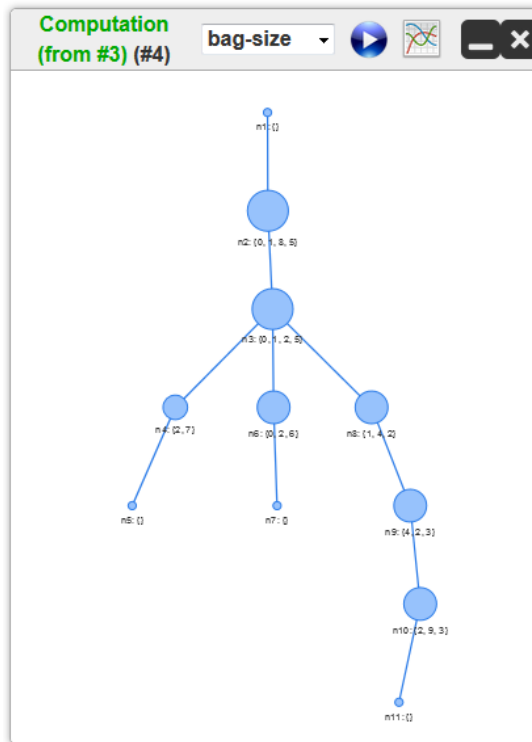 Computation
(from #3) (#4)
bag-size
n1: {}
n2: {0, 1, 8, 5}
n3: {0, 1, 2, 5}
n4: {2, 7}
n6: {0, 2, 6}
n8: {1, 4, 2}
n5: {}
n7: {}
n9: {4, 2, 3}
n10: {2, 9, 3}
n11: {}